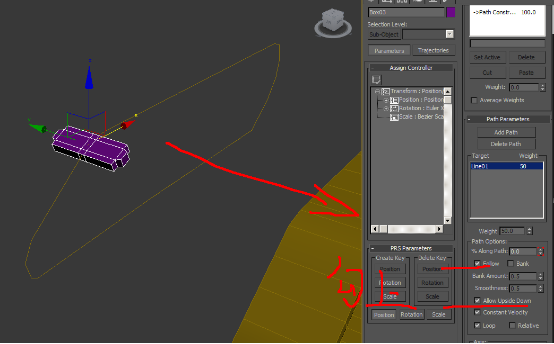 Box03
Selection Level:
Sub-Object
Parameters
Trajectories
Assign Controller
Transform : Position,
Position : Position
Rotation : Euler X
Scale : Bezier Sca
PRS Parameters
Create Key
Delete Key
Position
Position
Rotation
Rotation
Scale
Scale
Position
Rotation
Scale
->Path Constr... 100.0
Set Active
Delete
Cut
Paste
Weight: 0.0
Average Weights
Path Parameters
Add Path
Delete Path
Target Weight
Line01 50
Weight 50.0
Path Options:
% Along Path: 0.0
Follow
Bank
Bank Amount: 0.5
Smoothness: 0.5
Allow Upside Down
Constant Velocity
Loop
Relative